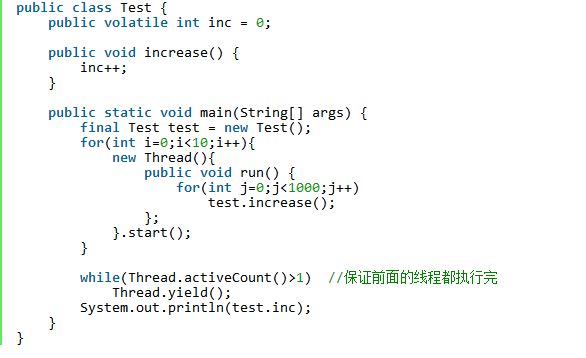 public class Test {
    public volatile int inc = 0;
    public void increase() {
        inc++;
    }
    public static void main(String[] args) {
        final Test test = new Test();
        for(int i=0;i<10;i++){
            new Thread(){
                public void run() {
                    for(int j=0;j<1000;j++)
                        test.increase();
                };
            }.start();
        }
        while(Thread.activeCount()>1)  //保证前面的线程都执行完
            Thread.yield();
        System.out.println(test.inc);
    }
}